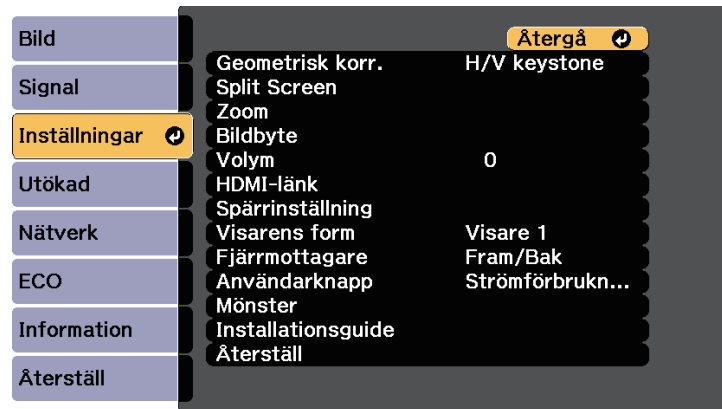 Bild
Signal
Inställningar
Utökad
Nätverk
ECO
Information
Återställ
Återgå
Geometrisk korr. H/V keystone
Split Screen
Zoom
Bildbyte
Volym 0
HDMI-länk
Spärrinställning
Visarens form Visare 1
Fjärrmottagare Fram/Bak
Användarknapp Strömförbrukn...
Mönster
Installationsguide
Återställ